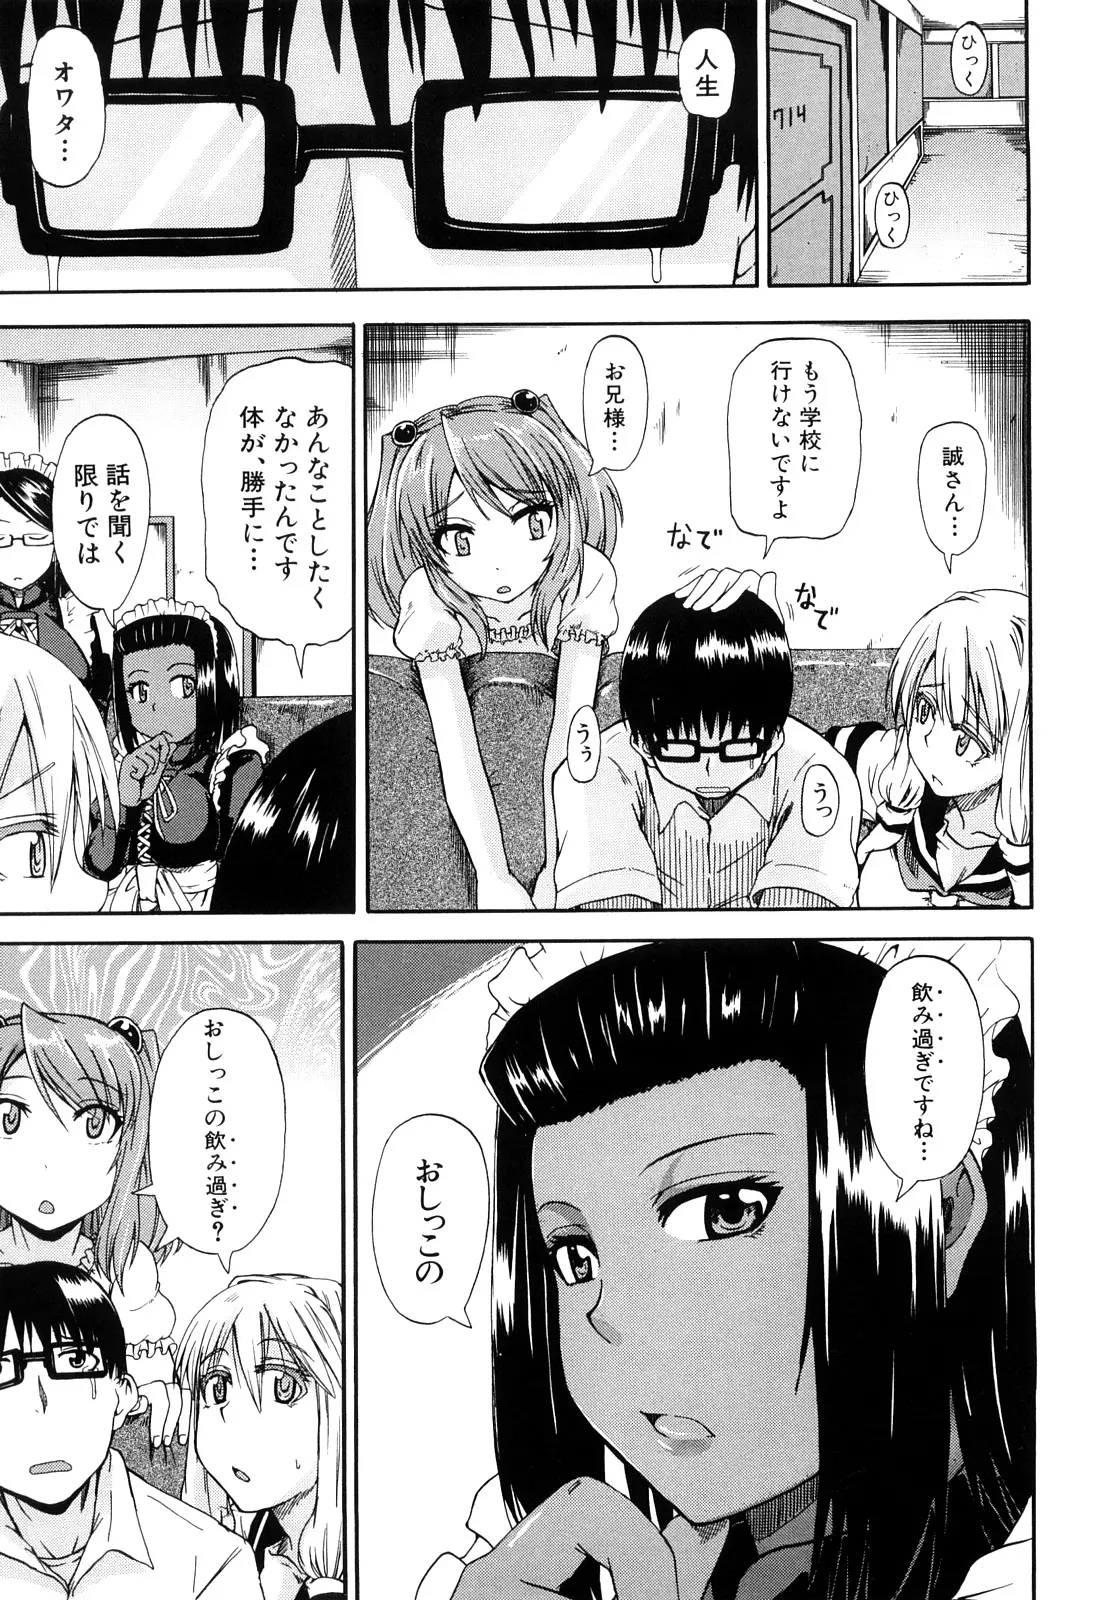 ひっく
714
ひっく
人生
オワタ…
誠さん…
もう学校に
行けないですよ
お兄様…
なで
なで
うぅ
うっ
あんなことしたく
なかったんです
体が、勝手に…
話を聞く
限りでは
飲み過ぎですね…
おしっこの
おしっこの飲み過ぎ?